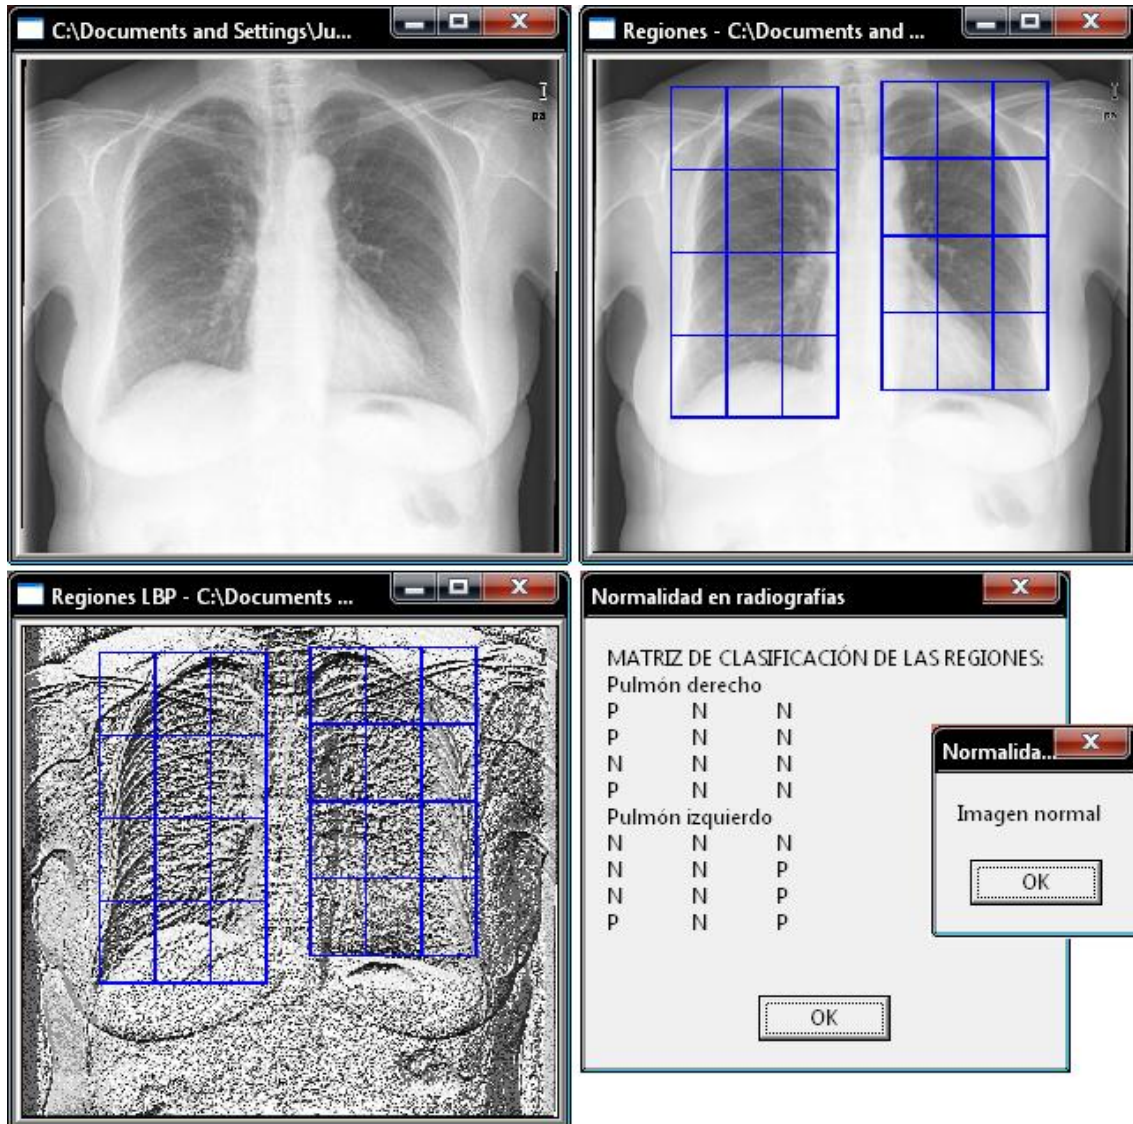 C:\Documents and Settings\Ju...
Regiones - C:\Documents and ...
pa
Regiones LBP - C:\Documents ...
Normalidad en radiografías
MATRIZ DE CLASIFICACIÓN DE LAS REGIONES:
Pulmón derecho
P N N
P N N
N N N
P N N
Pulmón izquierdo
N N N
N N P
N N P
P N P
OK
Normalida...
Imagen normal
OK